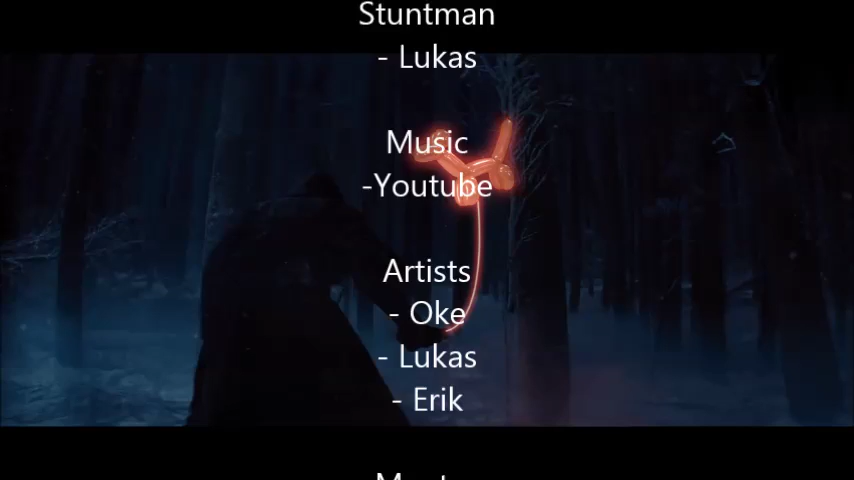 Stuntman
- Lukas
Music
-Youtube
Artists
- Oke
- Lukas
- Erik